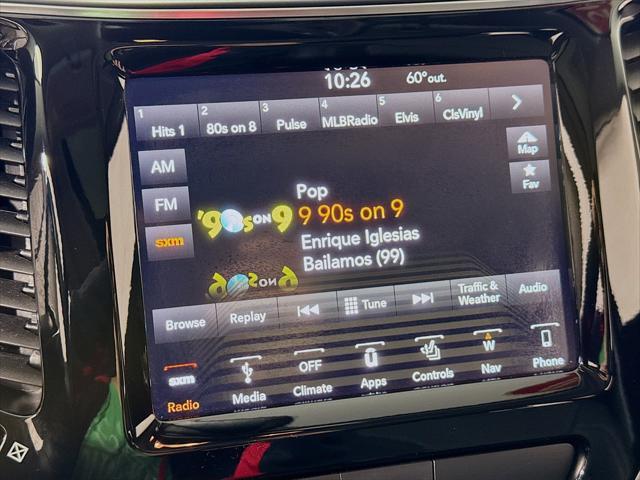 10:26 60° out.
1 2 3 4 5 6
Hits 1 80s on 8 Pulse MLBRadio Elvis ClsVinyl
AM Map
FM Fav
sxm
Pop
'90s ON 9
9 90s on 9
Enrique Iglesias
Bailamos (99)
Browse Replay Tune Traffic & Weather Audio
sxm OFF W
Radio Media Climate Apps Controls Nav Phone